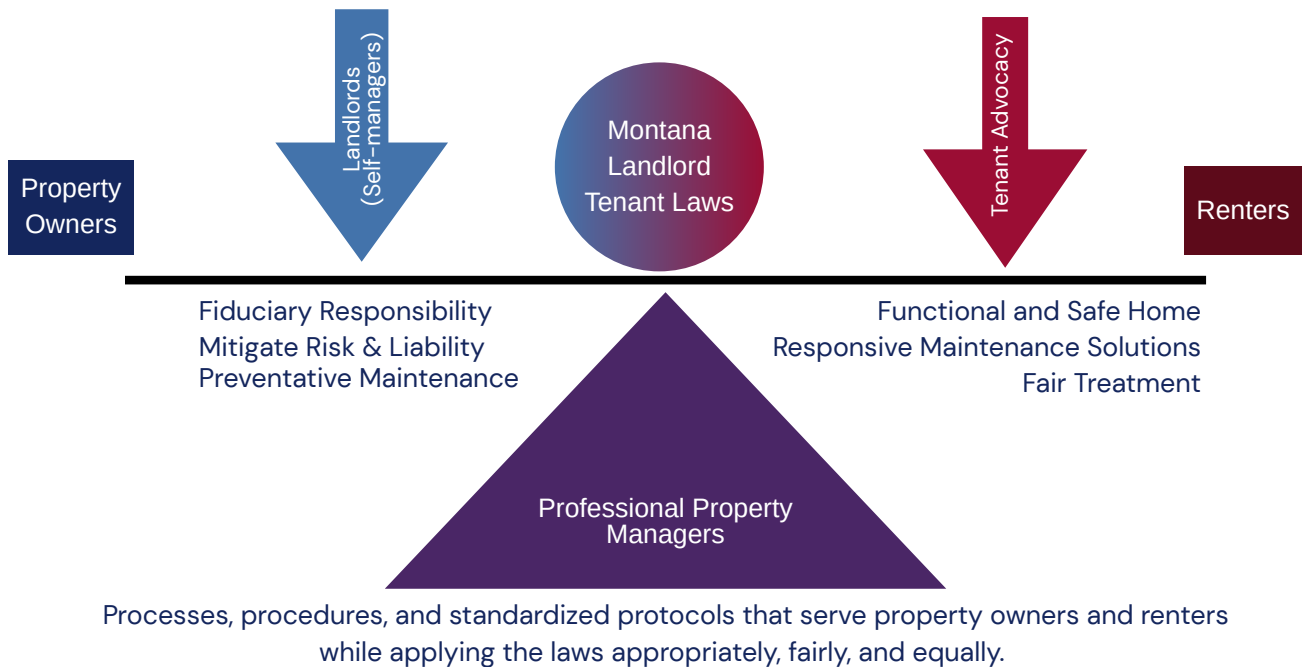 Landlords
(Self-managers)
Tenant Advocacy
Montana
Landlord
Tenant Laws
Property
Owners
Renters
Fiduciary Responsibility
Mitigate Risk & Liability
Preventative Maintenance
Functional and Safe Home
Responsive Maintenance Solutions
Fair Treatment
Professional Property
Managers
Processes, procedures, and standardized protocols that serve property owners and renters
while applying the laws appropriately, fairly, and equally.